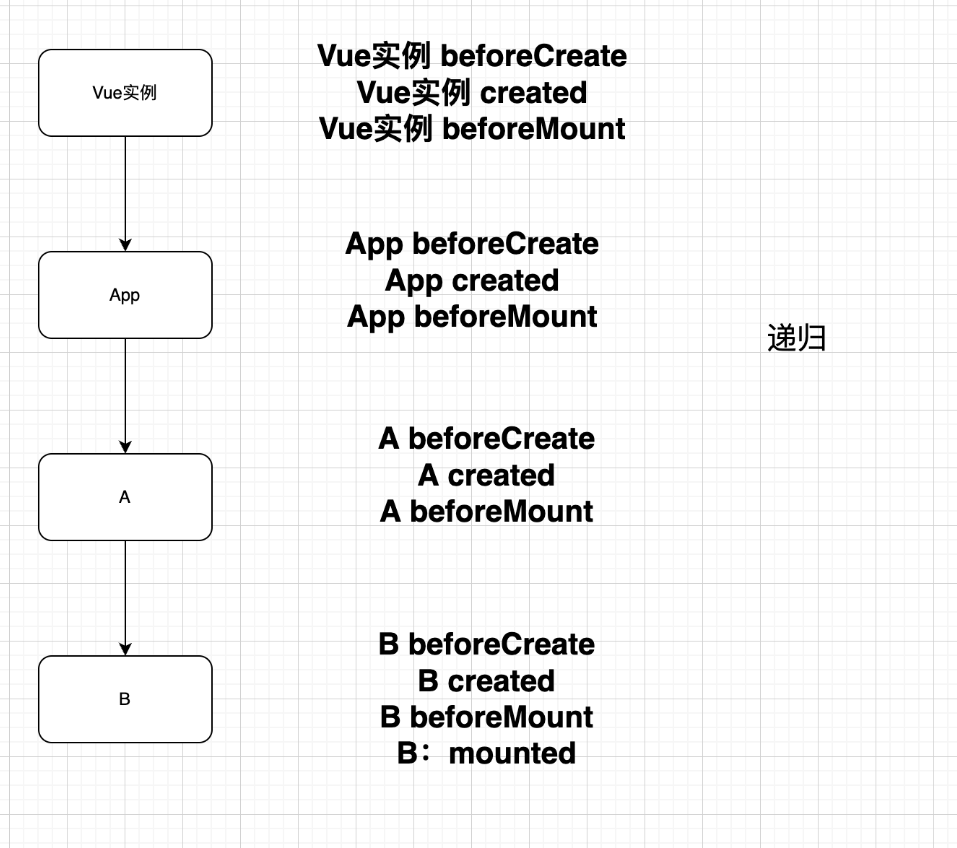 Vue实例
Vue实例 beforeCreate
Vue实例 created
Vue实例 beforeMount
App
App beforeCreate
App created
App beforeMount
递归
A
A beforeCreate
A created
A beforeMount
B
B beforeCreate
B created
B beforeMount
B：mounted